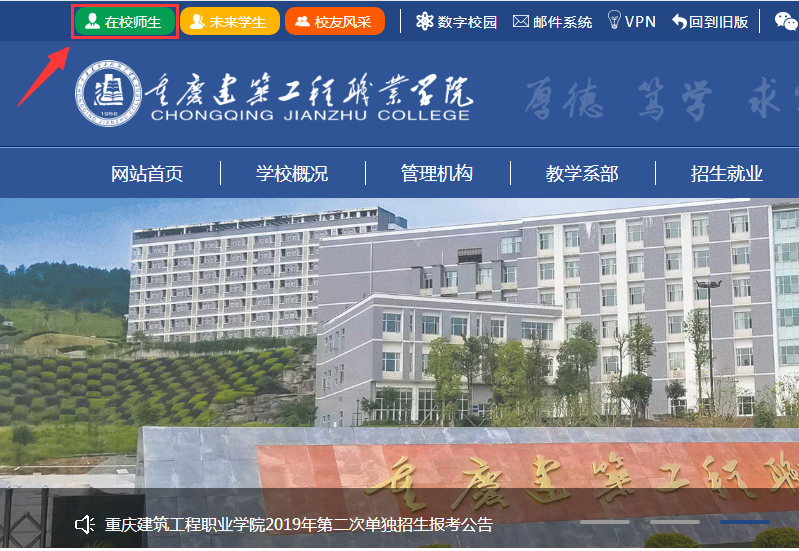 在校师生 未来学生 校友风采 数字校园 邮件系统 VPN 回到旧版
重庆建筑工程职业学院 厚德 笃学 求
CHONGQING JIANZHU COLLEGE
1956
网站首页 学校概况 管理机构 教学系部 招生就业
重庆建筑工程职
重庆建筑工程职业学院2019年第二次单独招生报考公告